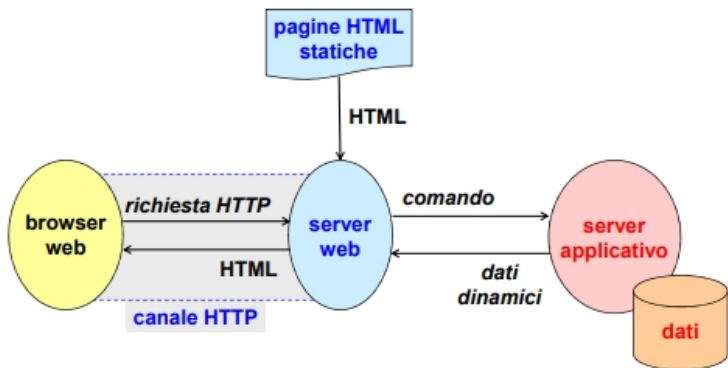 pagine HTML
statiche
HTML
richiesta HTTP
browser
web
HTML
canale HTTP
server
web
comando
dati
dinamici
server
applicativo
dati